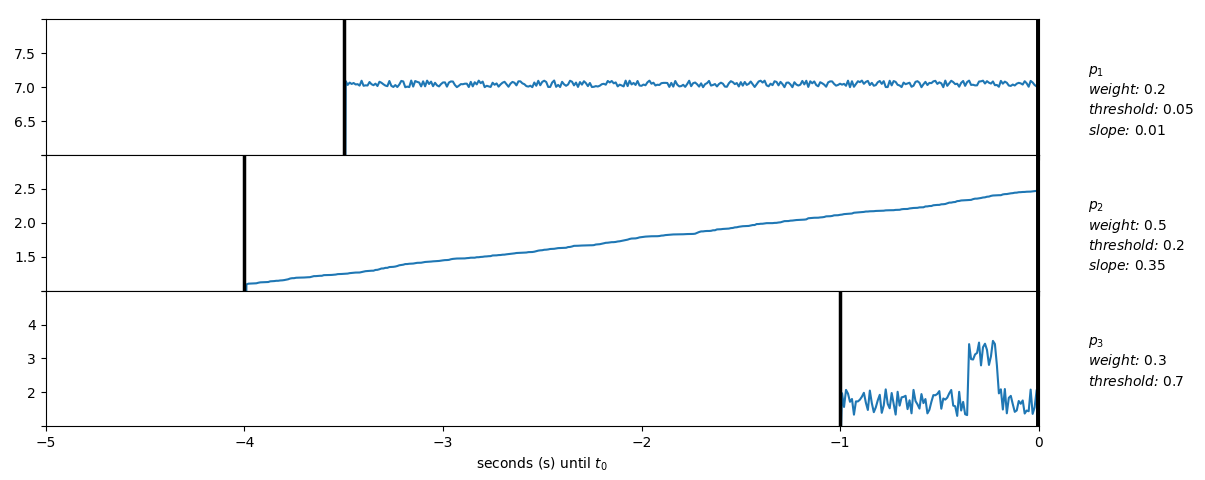 7.5
7.0
6.5
p₁
weight: 0.2
threshold: 0.05
slope: 0.01
2.5
2.0
1.5
p₂
weight: 0.5
threshold: 0.2
slope: 0.35
4
3
2
p₃
weight: 0.3
threshold: 0.7
−5 −4 −3 −2 −1 0
seconds (s) until t₀